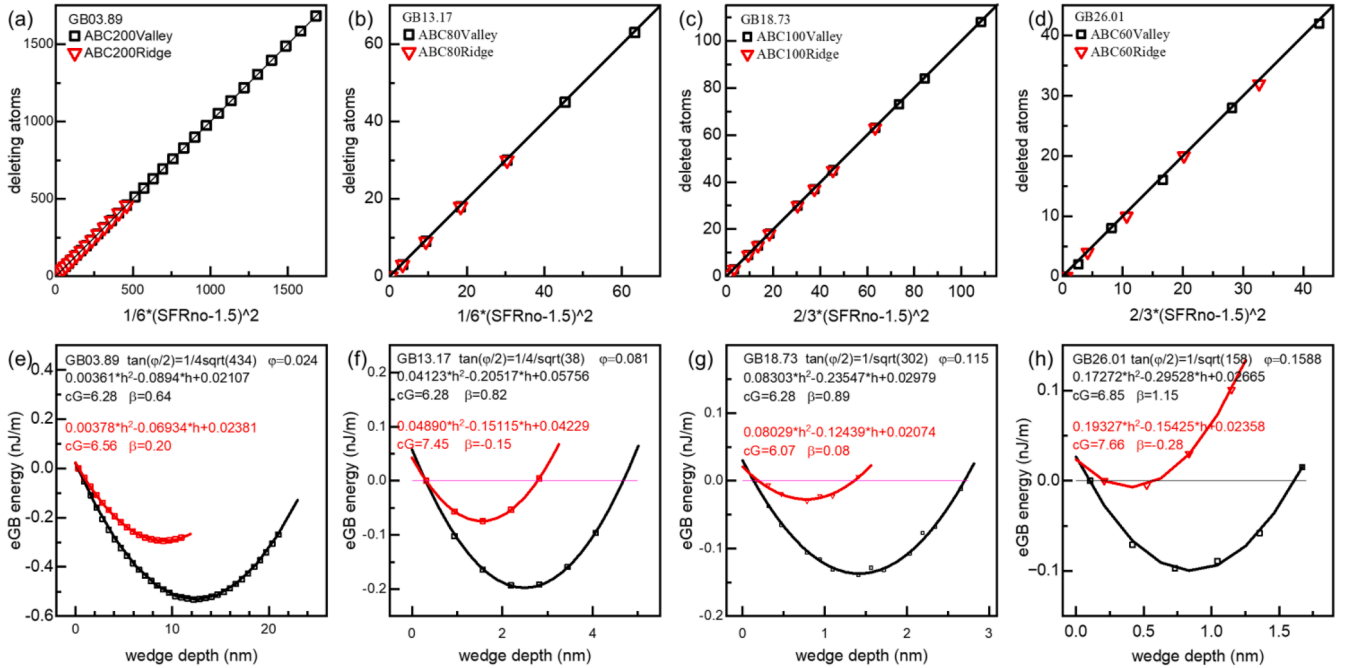 (a)
GB03.89
ABC200Valley
ABC200Ridge
deleting atoms
1500
1000
500
0
0 500 1000 1500
1/6*(SFRno-1.5)^2
(b)
GB13.17
ABC80Valley
ABC80Ridge
60
40
20
0
0 20 40 60
1/6*(SFRno-1.5)^2
(c)
GB18.73
ABC100Valley
ABC100Ridge
deleted atoms
100
80
60
40
20
0
0 20 40 60 80 100
2/3*(SFRno-1.5)^2
(d)
GB26.01
ABC60Valley
ABC60Ridge
deleted atoms
40
30
20
10
0
0 10 20 30 40
2/3*(SFRno-1.5)^2
(e)
GB03.89 tan(φ/2)=1/4sqrt(434) φ=0.024
0.00361*h²-0.0894*h+0.02107
cG=6.28 β=0.64
0.00378*h²-0.06934*h+0.02381
cG=6.56 β=0.20
eGB energy (nJ/m)
0.4
0.2
0.0
-0.2
-0.4
-0.6
0 10 20
wedge depth (nm)
(f)
GB13.17 tan(φ/2)=1/4/sqrt(38) φ=0.081
0.04123*h²-0.20517*h+0.05756
cG=6.28 β=0.82
0.04890*h²-0.15115*h+0.04229
cG=7.45 β=-0.15
eGB energy (nJ/m)
0.2
0.1
0.0
-0.1
-0.2
0 2 4
wedge depth (nm)
(g)
GB18.73 tan(φ/2)=1/sqrt(302) φ=0.115
0.08303*h²-0.23547*h+0.02979
cG=6.28 β=0.89
0.08029*h²-0.12439*h+0.02074
cG=6.07 β=0.08
eGB energy (nJ/m)
0.1
0.0
-0.1
-0.2
0 1 2 3
wedge depth (nm)
(h)
GB26.01 tan(φ/2)=1/sqrt(158) φ=0.1588
0.17272*h²-0.29528*h+0.02665
cG=6.85 β=1.15
0.19327*h²-0.15425*h+0.02358
cG=7.66 β=-0.28
eGB energy (nJ/m)
0.1
0.0
-0.1
0.0 0.5 1.0 1.5
wedge depth (nm)